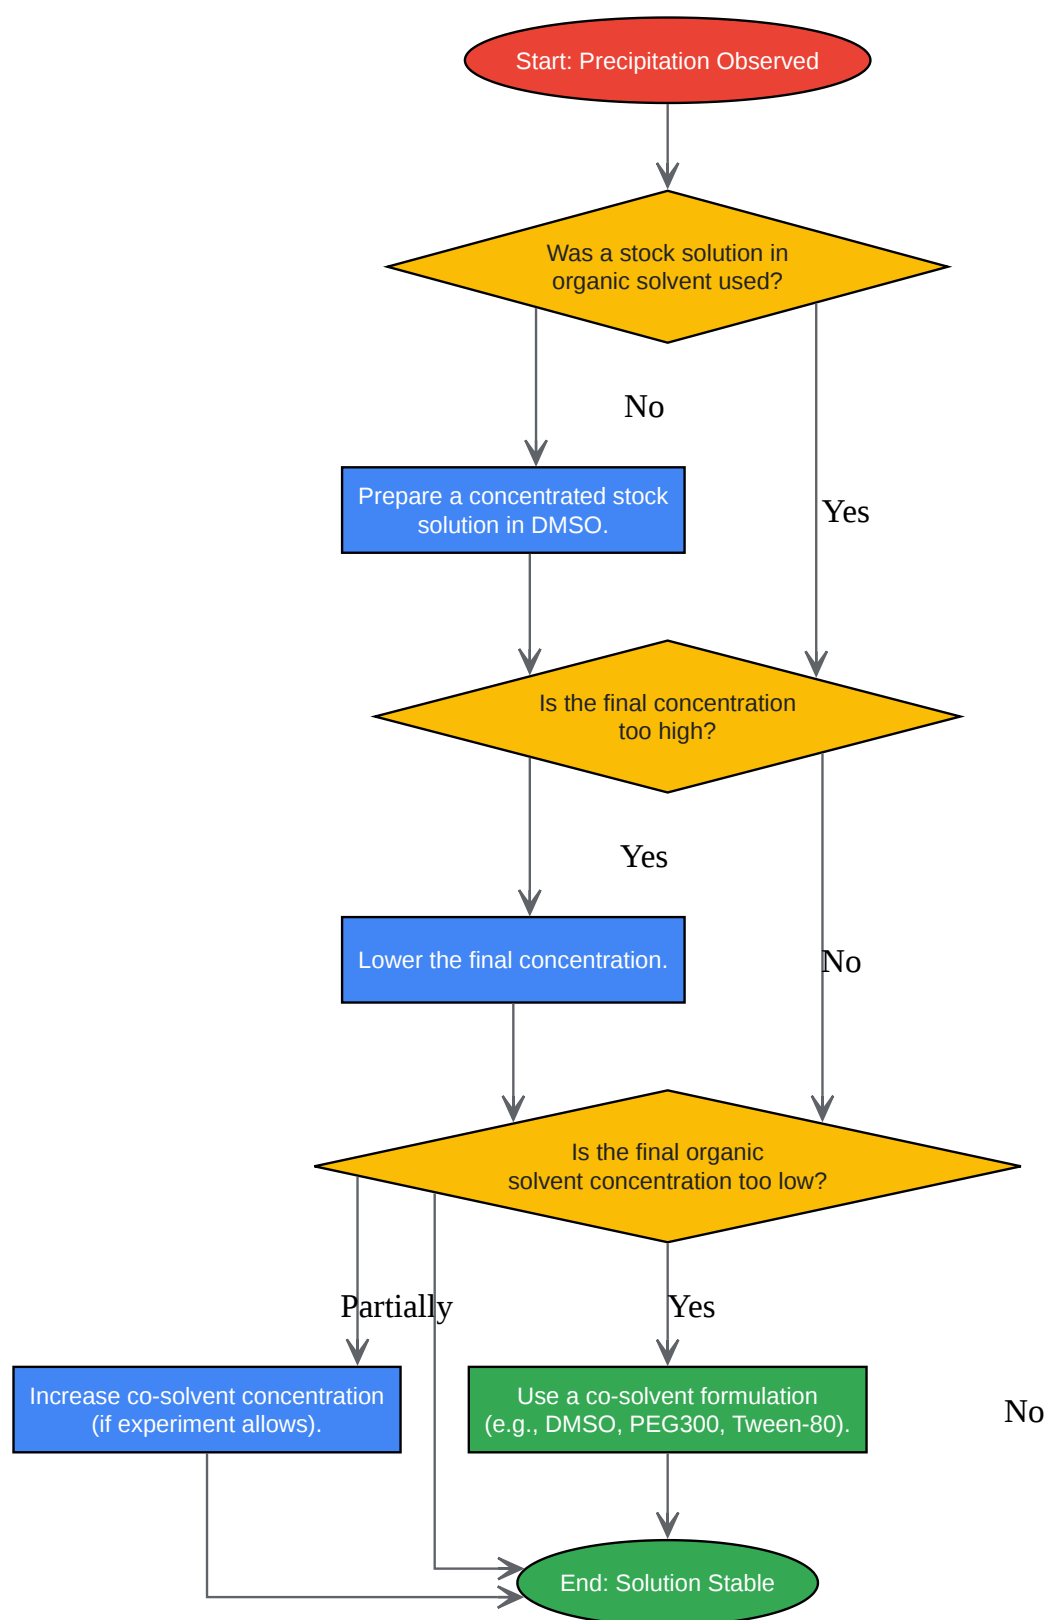 Start: Precipitation Observed
Was a stock solution in
organic solvent used?
No
Prepare a concentrated stock
solution in DMSO.
Yes
Is the final concentration
too high?
Yes
Lower the final concentration.
No
Is the final organic
solvent concentration too low?
Partially
Yes
Increase co-solvent concentration
(if experiment allows).
Use a co-solvent formulation
(e.g., DMSO, PEG300, Tween-80).
No
End: Solution Stable